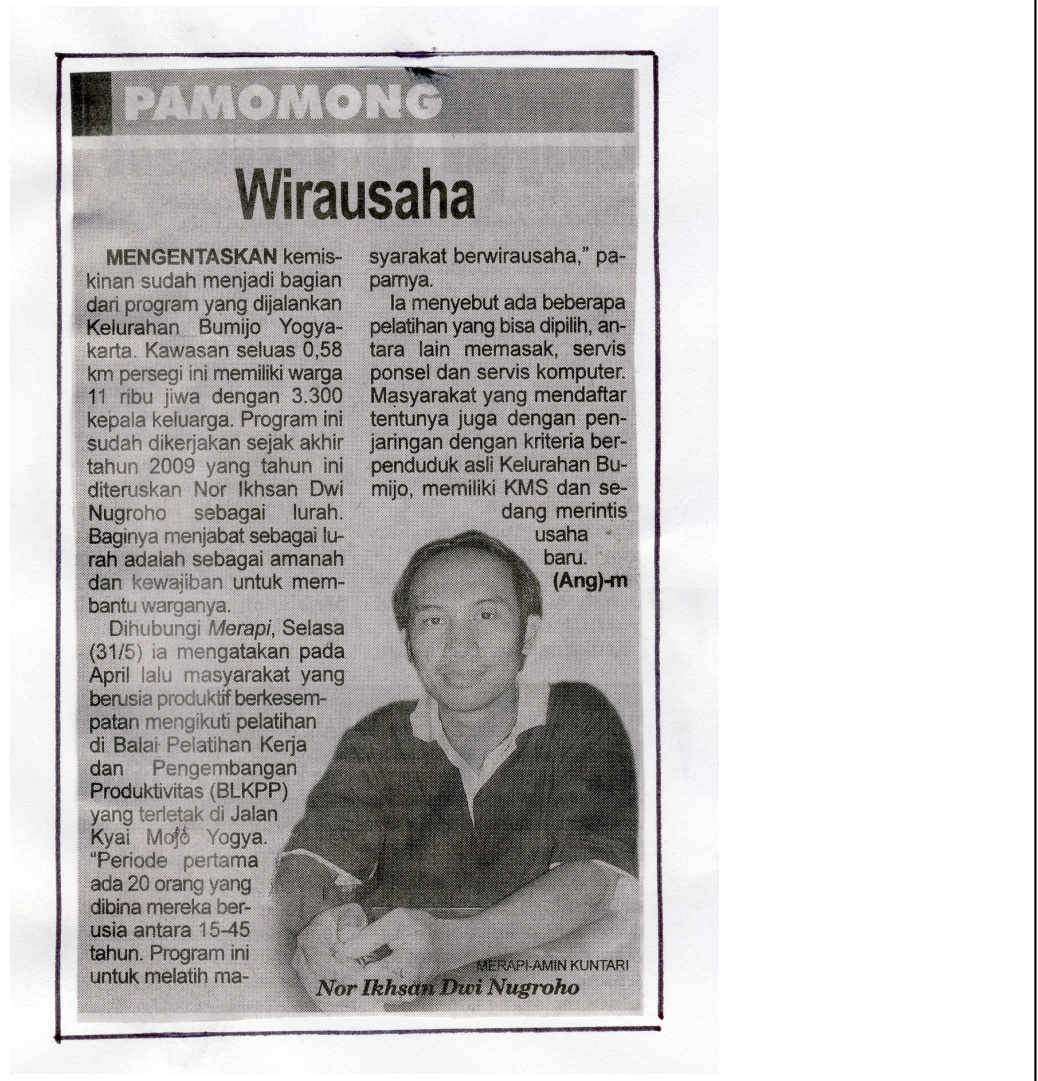 PAMOMONG
Wirausaha
MENGENTASKAN kemis-
kinan sudah menjadi bagian
dari program yang dijalankan
Kelurahan Bumijo Yogya-
karta. Kawasan seluas 0,58
km persegi ini memiliki warga
11 ribu jiwa dengan 3.300
kepala keluarga. Program ini
sudah dikerjakan sejak akhir
tahun 2009 yang tahun ini
diteruskan Nor Ikhsan Dwi
Nugroho sebagai lurah.
Baginya menjabat sebagai lu-
rah adalah sebagai amanah
dan kewajiban untuk mem-
bantu warganya.
Dihubungi Merapi, Selasa
(31/5) ia mengatakan pada
April lalu masyarakat yang
berusia produktif berkesem-
patan mengikuti pelatihan
di Balai Pelatihan Kerja
dan Pengembangan
Produktivitas (BLKPP)
yang terletak di Jalan
Kyai Mojo Yogya.
“Periode pertama
ada 20 orang yang
dibina mereka ber-
usia antara 15-45
tahun. Program ini
untuk melatih ma-
syarakat berwirausaha,” pa-
parnya.
Ia menyebut ada beberapa
pelatihan yang bisa dipilih, an-
tara lain memasak, servis
ponsel dan servis komputer.
Masyarakat yang mendaftar
tentunya juga dengan pen-
jaringan dengan kriteria ber-
penduduk asli Kelurahan Bu-
mijo, memiliki KMS dan se-
dang merintis
usaha
baru.
(Ang)-m
MERAPI-AMIN KUNTARI
Nor Ikhsan Dwi Nugroho